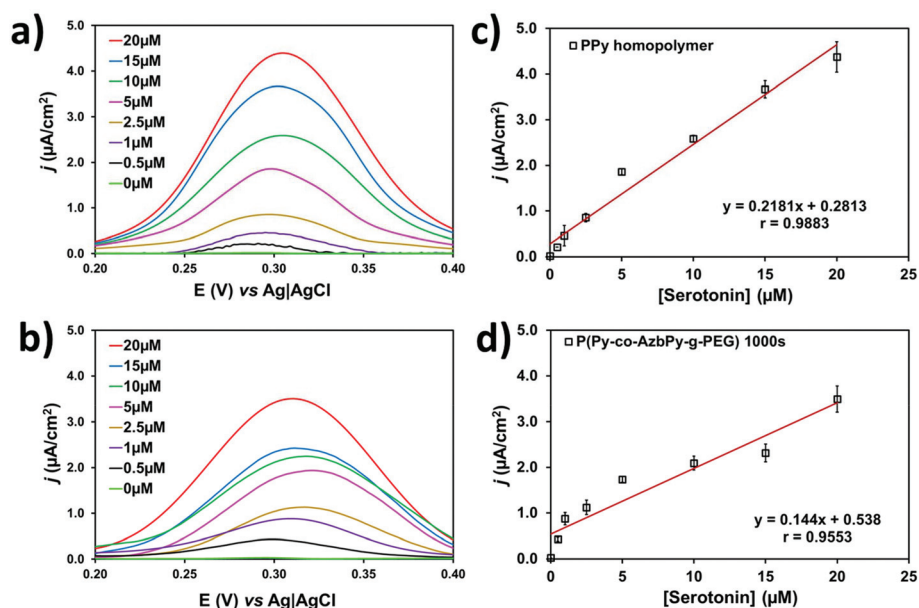 a)
j (µA/cm²)
5.0
4.0
3.0
2.0
1.0
0.0
20µM
15µM
10µM
5µM
2.5µM
1µM
0.5µM
0µM
0.20 0.25 0.30 0.35 0.40
E (V) vs Ag|AgCl
c)
j (µA/cm²)
5.0
4.0
3.0
2.0
1.0
0.0
PPy homopolymer
y = 0.2181x + 0.2813
r = 0.9883
0 5 10 15 20 25
[Serotonin] (µM)
b)
j (µA/cm²)
5.0
4.0
3.0
2.0
1.0
0.0
20µM
15µM
10µM
5µM
2.5µM
1µM
0.5µM
0µM
0.20 0.25 0.30 0.35 0.40
E (V) vs Ag|AgCl
d)
j (µA/cm²)
5.0
4.0
3.0
2.0
1.0
0.0
P(Py-co-AzbPy-g-PEG) 1000s
y = 0.144x + 0.538
r = 0.9553
0 5 10 15 20 25
[Serotonin] (µM)